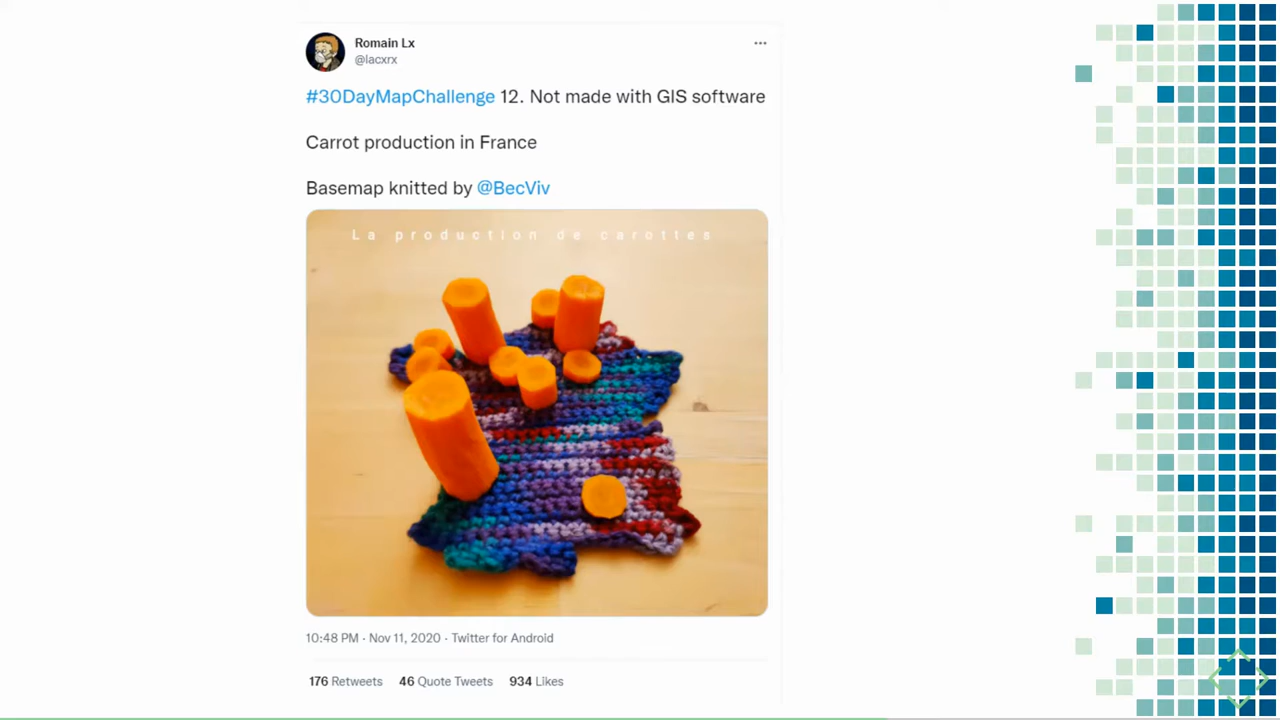 Romain Lx
@lacxrx
#30DayMapChallenge 12. Not made with GIS software
Carrot production in France
Basemap knitted by @BecViv
La production de carottes
10:48 PM · Nov 11, 2020 · Twitter for Android
176 Retweets 46 Quote Tweets 934 Likes